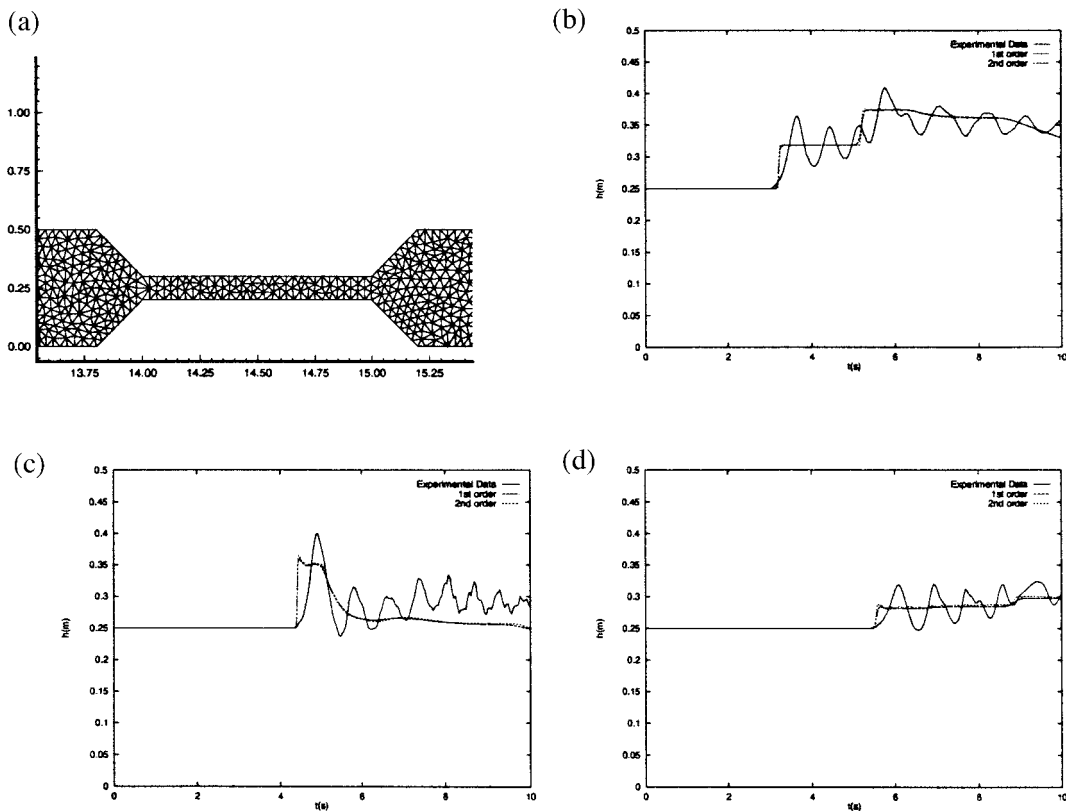 (a)
1.00
0.75
0.50
0.25
0.00
13.75 14.00 14.25 14.50 14.75 15.00 15.25
(b)
0.5
0.45
0.4
0.35
0.3
0.25
0.2
0.15
0.1
0.05
0
h(m)
Experimental Data
1st order
2nd order
0 2 4 6 8 10
t(s)
(c)
0.5
0.45
0.4
0.35
0.3
0.25
0.2
0.15
0.1
0.05
0
h(m)
Experimental Data
1st order
2nd order
0 2 4 6 8 10
t(s)
(d)
0.5
0.45
0.4
0.35
0.3
0.25
0.2
0.15
0.1
0.05
0
h(m)
Experimental Data
1st order
2nd order
0 2 4 6 8 10
t(s)